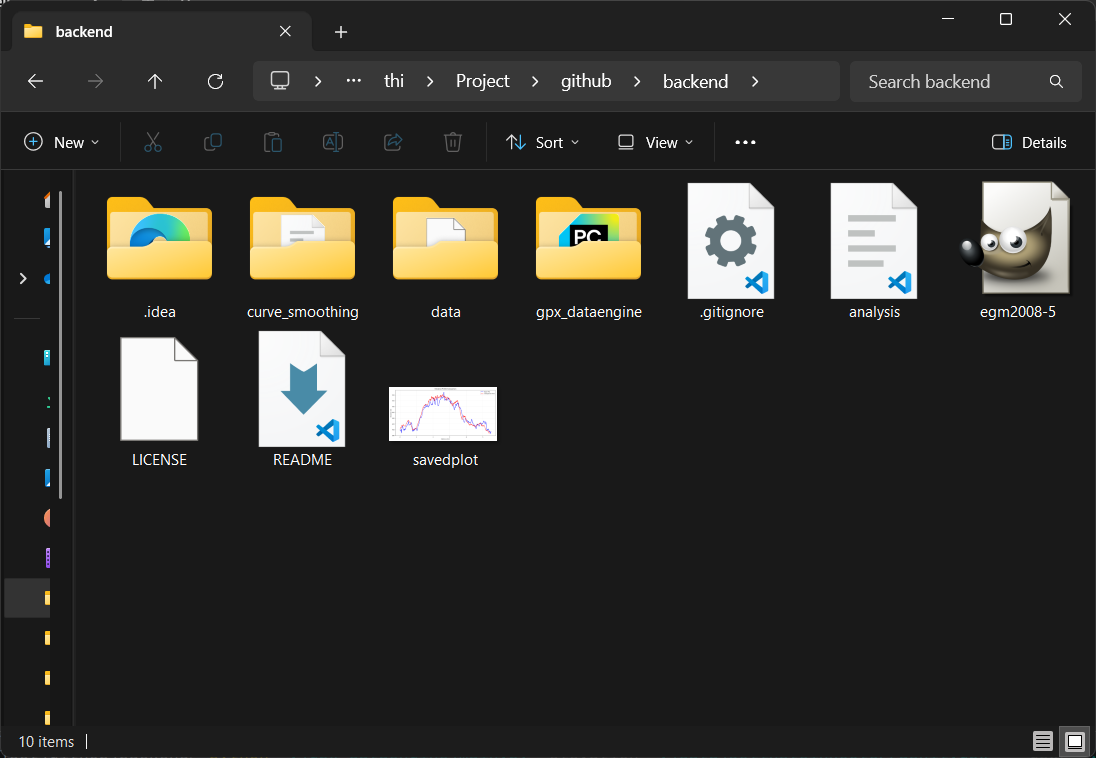 backend
thi Project github backend
Search backend
New
Sort
View
Details
.idea
curve_smoothing
data
PC
gpx_dataengine
.gitignore
analysis
egm2008-5
LICENSE
README
savedplot
10 items